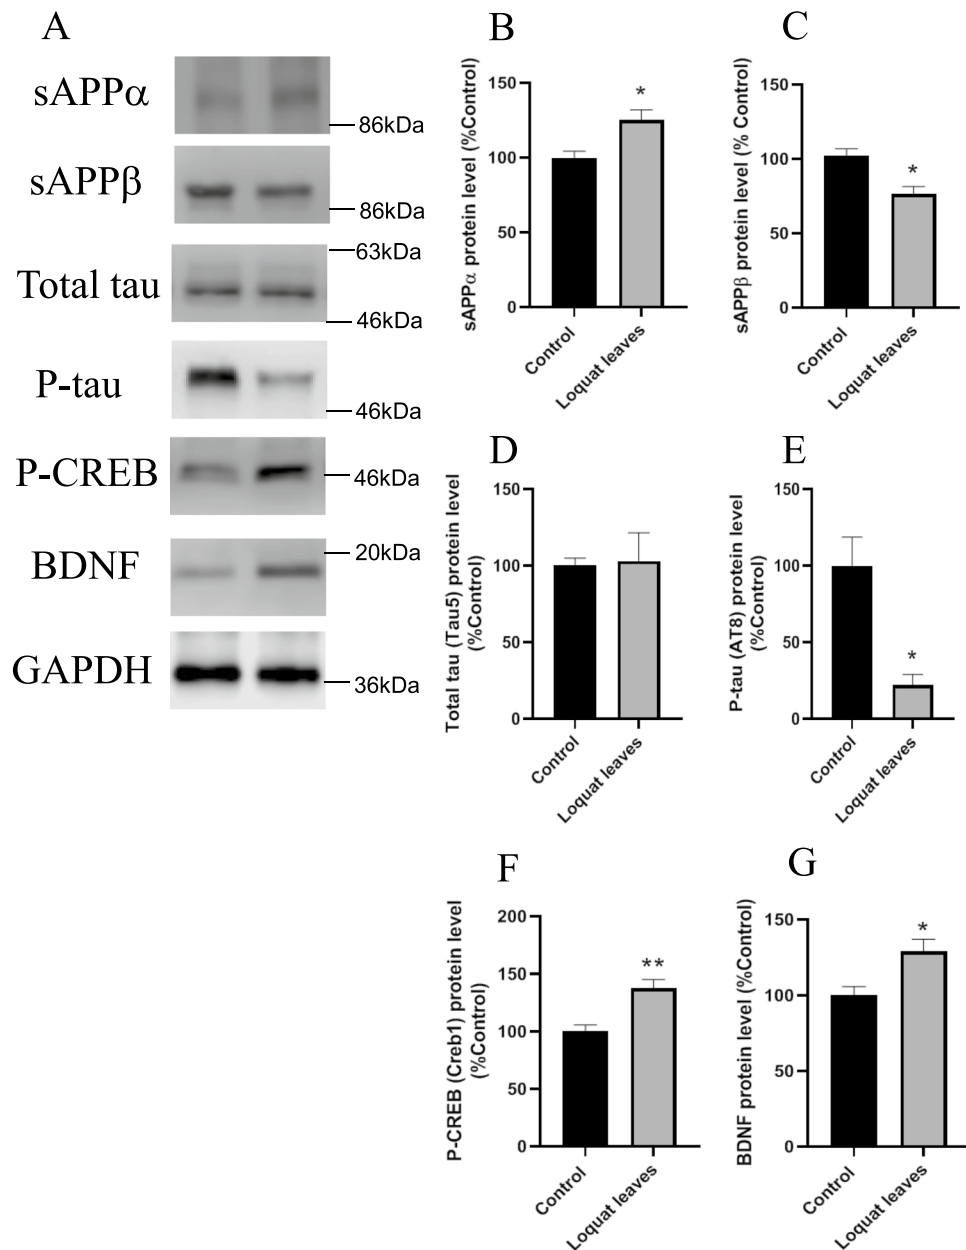 A
sAPPα
86kDa
sAPPβ
86kDa
63kDa
Total tau
46kDa
P-tau
46kDa
P-CREB
46kDa
20kDa
BDNF
GAPDH
36kDa
B
sAPPα protein level (%Control)
150
100
50
0
*
Control
Loquat leaves
C
sAPPβ protein level (% Control)
150
100
50
0
*
Control
Loquat leaves
D
Total tau (Tau5) protein level
(%Control)
150
100
50
0
Control
Loquat leaves
E
P-tau (AT8) protein level
(%Control)
150
100
50
0
*
Control
Loquat leaves
F
P-CREB (Creb1) protein level
(%Control)
200
150
100
50
0
**
Control
Loquat leaves
G
BDNF protein level (%Control)
150
100
50
0
*
Control
Loquat leaves